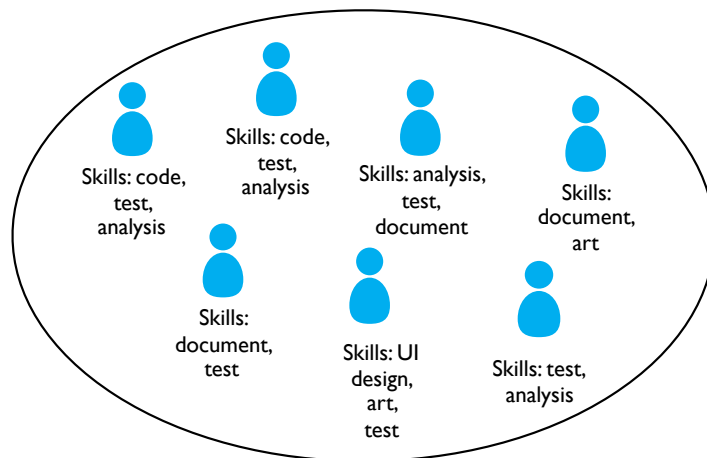 Skills: code,
test,
analysis
Skills: code,
test,
analysis
Skills: analysis,
test,
document
Skills:
document,
art
Skills:
document,
test
Skills: UI
design,
art,
test
Skills: test,
analysis